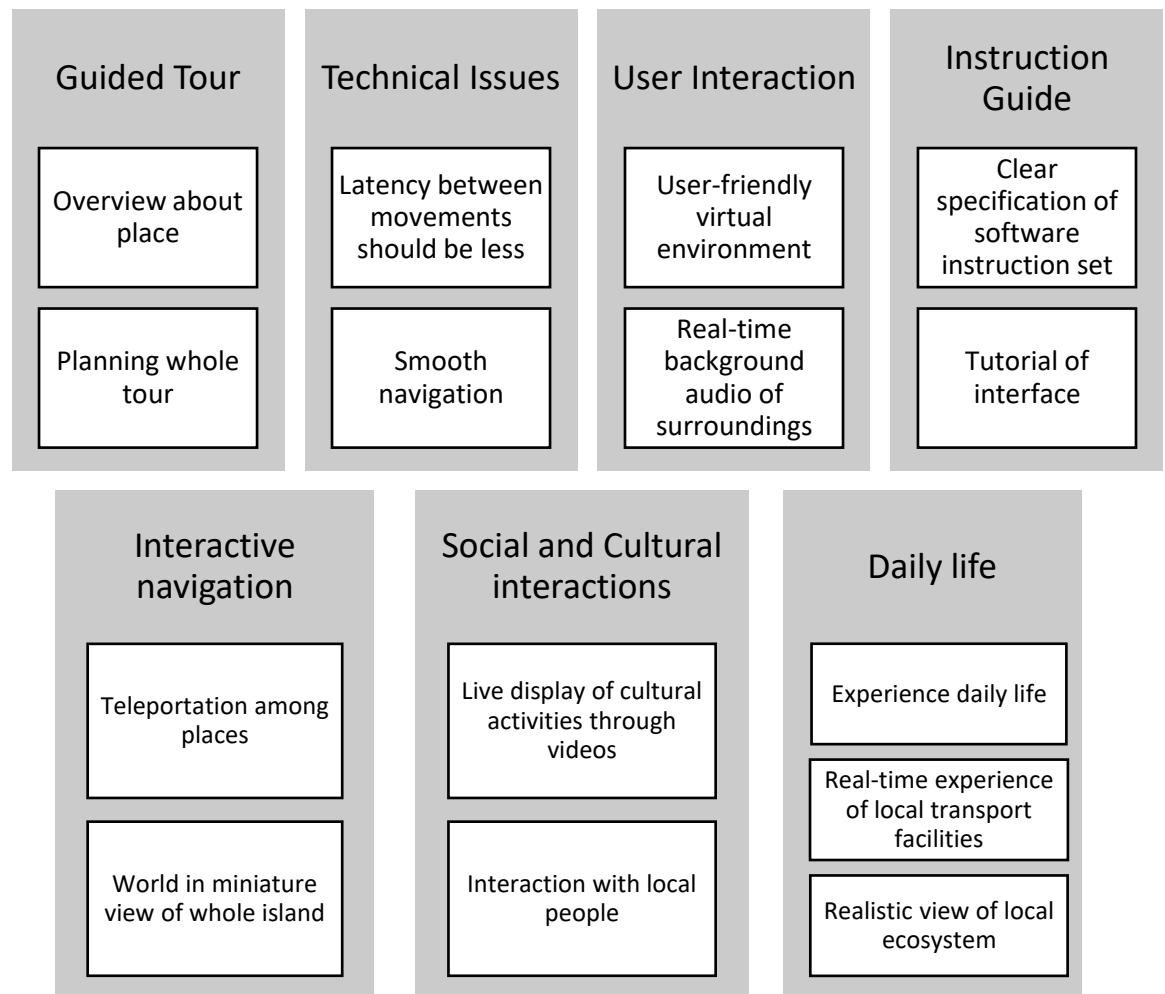 Guided Tour
Overview about
place
Planning whole
tour
Technical Issues
Latency between
movements
should be less
Smooth
navigation
User Interaction
User-friendly
virtual
environment
Real-time
background
audio of
surroundings
Instruction
Guide
Clear
specification of
software
instruction set
Tutorial of
interface
Interactive
navigation
Teleportation among
places
World in miniature
view of whole island
Social and Cultural
interactions
Live display of cultural
activities through
videos
Interaction with local
people
Daily life
Experience daily life
Real-time experience
of local transport
facilities
Realistic view of local
ecosystem